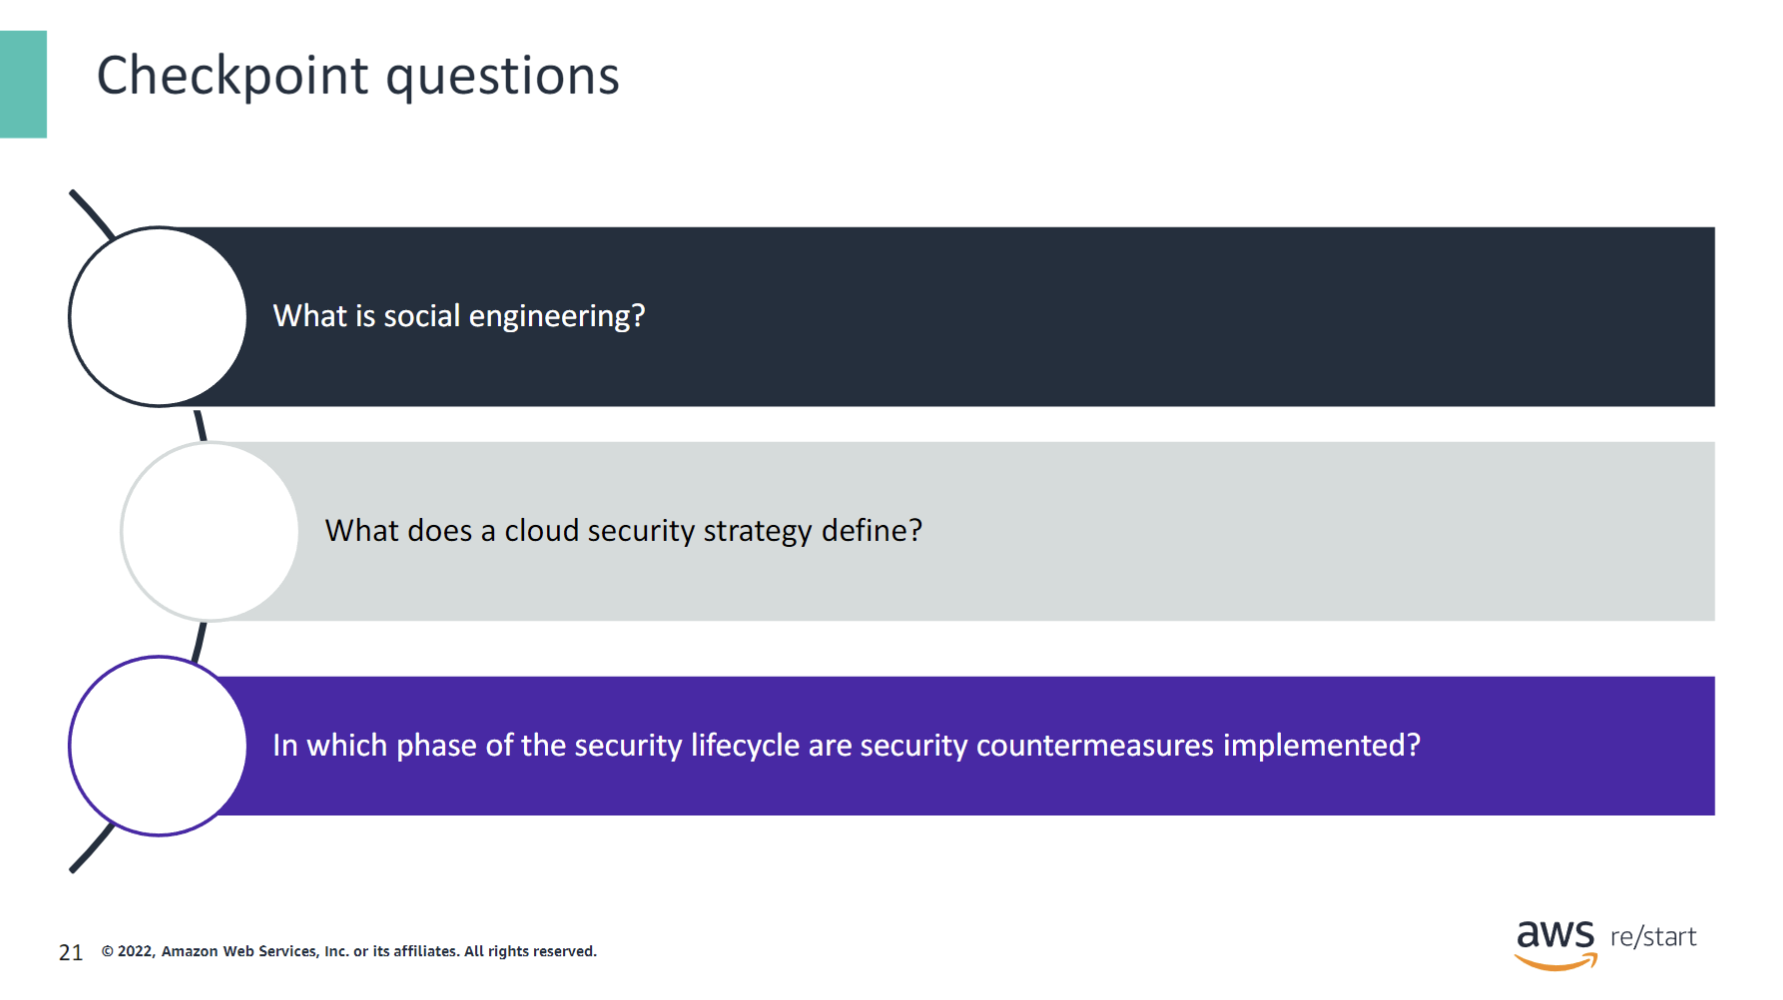 Checkpoint questions
What is social engineering?
What does a cloud security strategy define?
In which phase of the security lifecycle are security countermeasures implemented?
21 © 2022, Amazon Web Services, Inc. or its affiliates. All rights reserved.
aws re/start